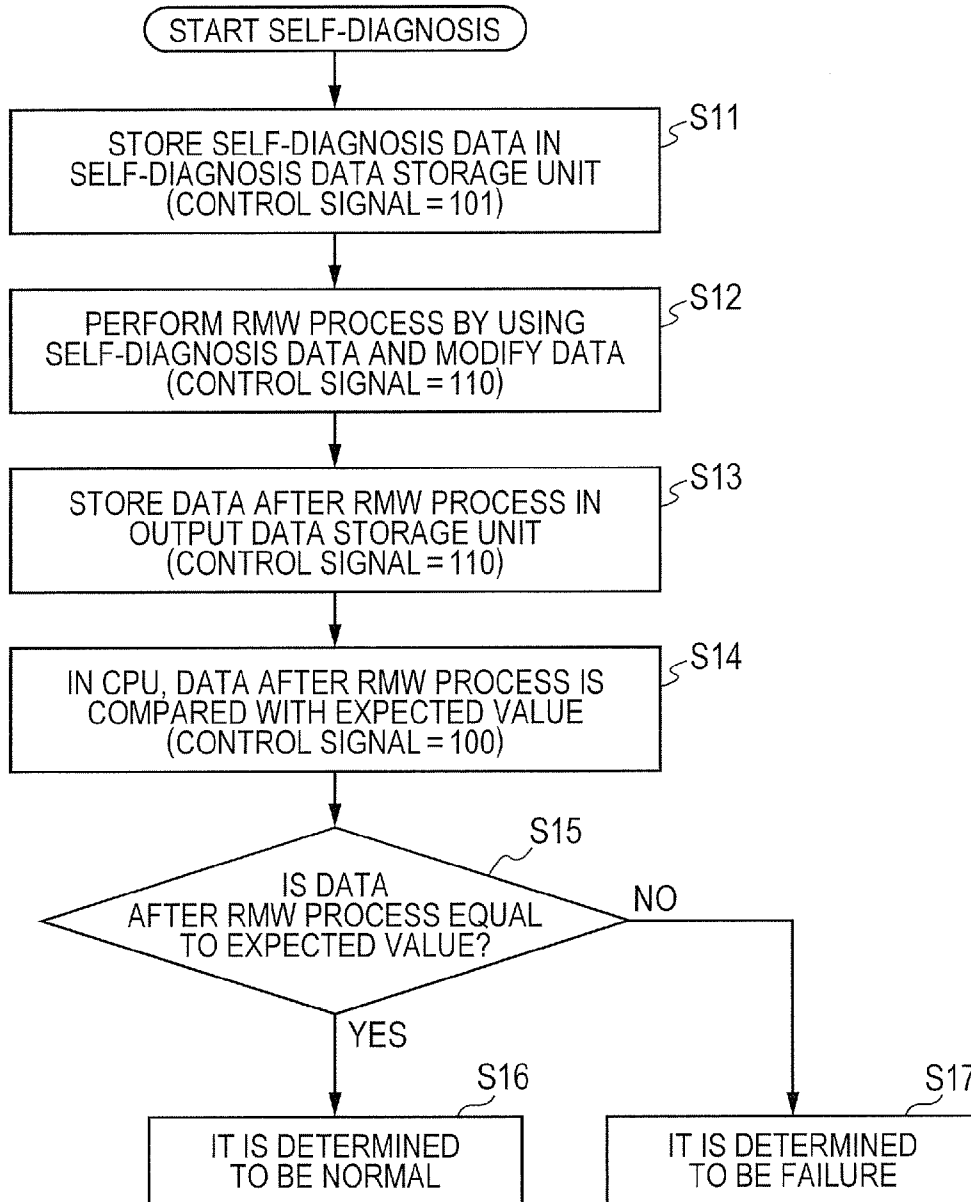 START SELF-DIAGNOSIS
S11
STORE SELF-DIAGNOSIS DATA IN
SELF-DIAGNOSIS DATA STORAGE UNIT
(CONTROL SIGNAL = 101)
S12
PERFORM RMW PROCESS BY USING
SELF-DIAGNOSIS DATA AND MODIFY DATA
(CONTROL SIGNAL = 110)
S13
STORE DATA AFTER RMW PROCESS IN
OUTPUT DATA STORAGE UNIT
(CONTROL SIGNAL = 110)
S14
IN CPU, DATA AFTER RMW PROCESS IS
COMPARED WITH EXPECTED VALUE
(CONTROL SIGNAL = 100)
S15
IS DATA
AFTER RMW PROCESS EQUAL
TO EXPECTED VALUE?
NO
YES
S16
IT IS DETERMINED
TO BE NORMAL
S17
IT IS DETERMINED
TO BE FAILURE